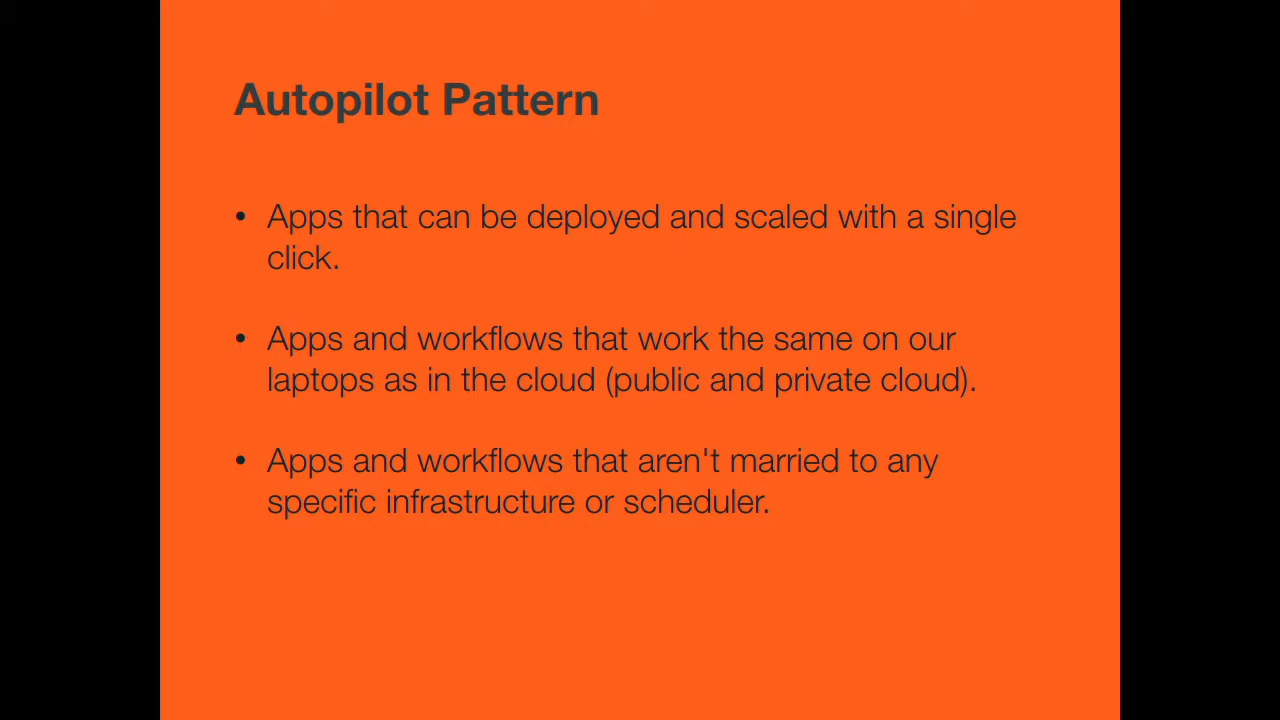 Autopilot Pattern
• Apps that can be deployed and scaled with a single
click.
• Apps and workflows that work the same on our
laptops as in the cloud (public and private cloud).
• Apps and workflows that aren't married to any
specific infrastructure or scheduler.